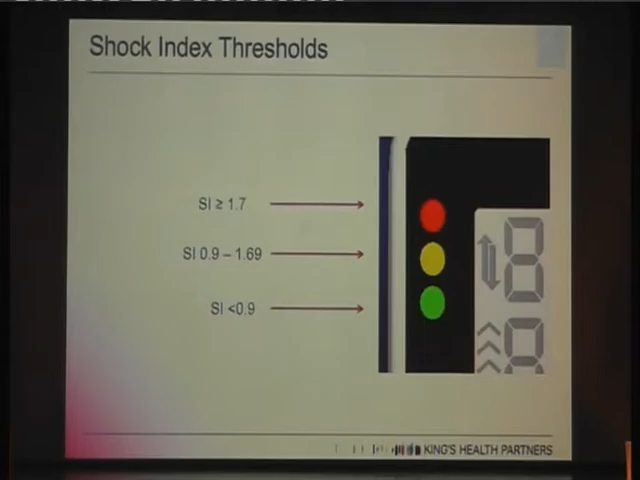 Shock Index Thresholds
SI ≥ 1.7
SI 0.9 – 1.69
SI <0.9
KING'S HEALTH PARTNERS